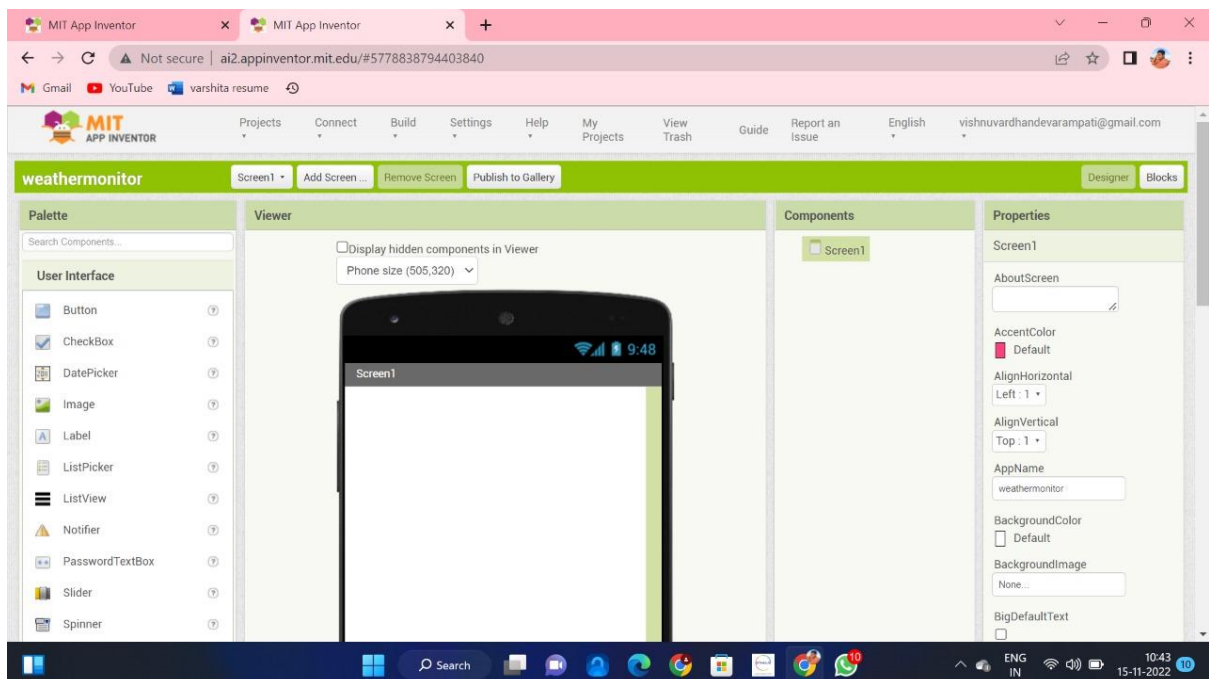 MIT App Inventor
MIT App Inventor
Not secure | ai2.appinventor.mit.edu/#5778838794403840
Gmail YouTube varshita resume
MIT APP INVENTOR
Projects Connect Build Settings Help My Projects View Trash Guide Report an Issue English vishnuvardhandevarampati@gmail.com
weathermonitor Screen1 Add Screen ... Remove Screen Publish to Gallery Designer Blocks
Palette
Search Components...
User Interface
Button
CheckBox
DatePicker
Image
Label
ListPicker
ListView
Notifier
PasswordTextBox
Slider
Spinner
Viewer
Display hidden components in Viewer
Phone size (505,320)
9:48
Screen1
Components
Screen1
Properties
Screen1
AboutScreen
AccentColor
Default
AlignHorizontal
Left : 1
AlignVertical
Top : 1
AppName
weathermonitor
BackgroundColor
Default
BackgroundImage
None...
BigDefaultText
Search
10
ENG
IN
10:43
15-11-2022
10